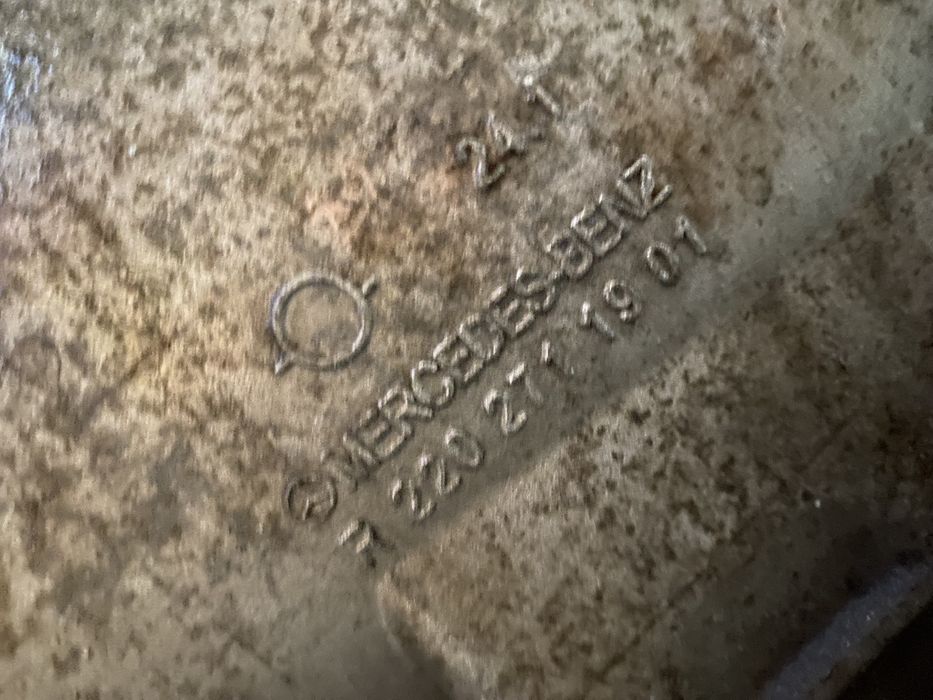 24.1
MERCEDES-BENZ
R 220 271 19 01